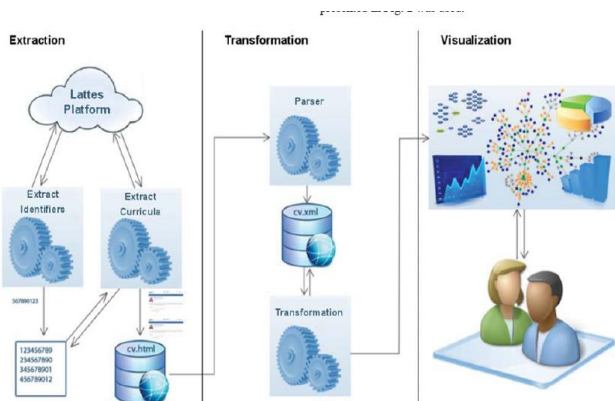 Extraction
Transformation
Visualization
Lattes
Platform
Extract
Identifiers
Extract
Curricula
567890123
123456789
234567890
345678901
456789012
cv.html
Parser
cv.xml
Transformation